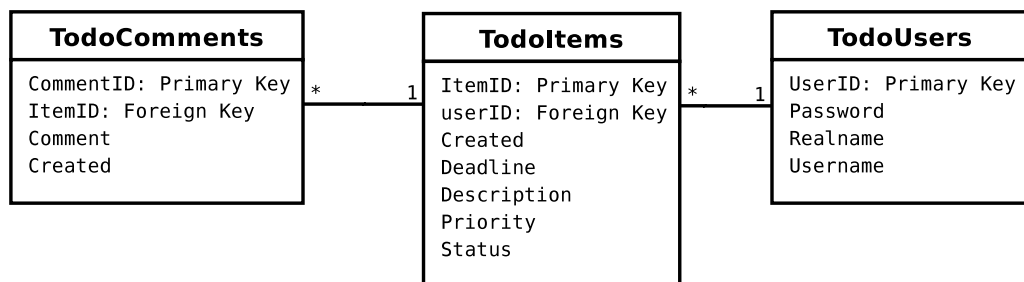 TodoComments
CommentID: Primary Key
ItemID: Foreign Key
Comment
Created
*
1
TodoItems
ItemID: Primary Key
userID: Foreign Key
Created
Deadline
Description
Priority
Status
*
1
TodoUsers
UserID: Primary Key
Password
Realname
Username